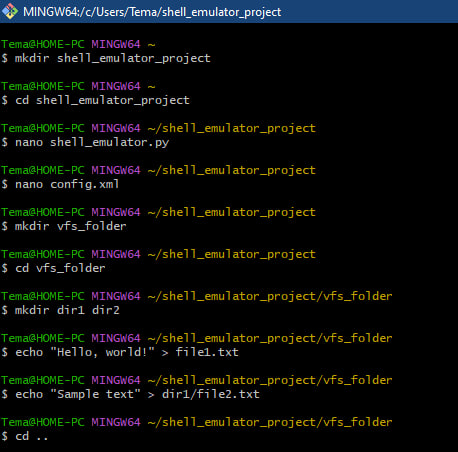 MINGW64:/c/Users/Tema/shell_emulator_project
Tema@HOME-PC MINGW64 ~
$ mkdir shell_emulator_project
Tema@HOME-PC MINGW64 ~
$ cd shell_emulator_project
Tema@HOME-PC MINGW64 ~/shell_emulator_project
$ nano shell_emulator.py
Tema@HOME-PC MINGW64 ~/shell_emulator_project
$ nano config.xml
Tema@HOME-PC MINGW64 ~/shell_emulator_project
$ mkdir vfs_folder
Tema@HOME-PC MINGW64 ~/shell_emulator_project
$ cd vfs_folder
Tema@HOME-PC MINGW64 ~/shell_emulator_project/vfs_folder
$ mkdir dir1 dir2
Tema@HOME-PC MINGW64 ~/shell_emulator_project/vfs_folder
$ echo "Hello, world!" > file1.txt
Tema@HOME-PC MINGW64 ~/shell_emulator_project/vfs_folder
$ echo "Sample text" > dir1/file2.txt
Tema@HOME-PC MINGW64 ~/shell_emulator_project/vfs_folder
$ cd ..